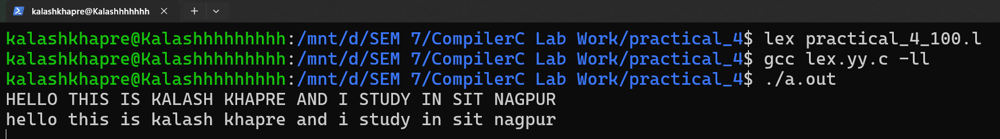 kalashkhapre@Kalashhhhhhh
kalashkhapre@Kalashhhhhhhhh:/mnt/d/SEM 7/CompilerC Lab Work/practical_4$ lex practical_4_100.l
kalashkhapre@Kalashhhhhhhhh:/mnt/d/SEM 7/CompilerC Lab Work/practical_4$ gcc lex.yy.c -ll
kalashkhapre@Kalashhhhhhhhh:/mnt/d/SEM 7/CompilerC Lab Work/practical_4$ ./a.out
HELLO THIS IS KALASH KHAPRE AND I STUDY IN SIT NAGPUR
hello this is kalash khapre and i study in sit nagpur